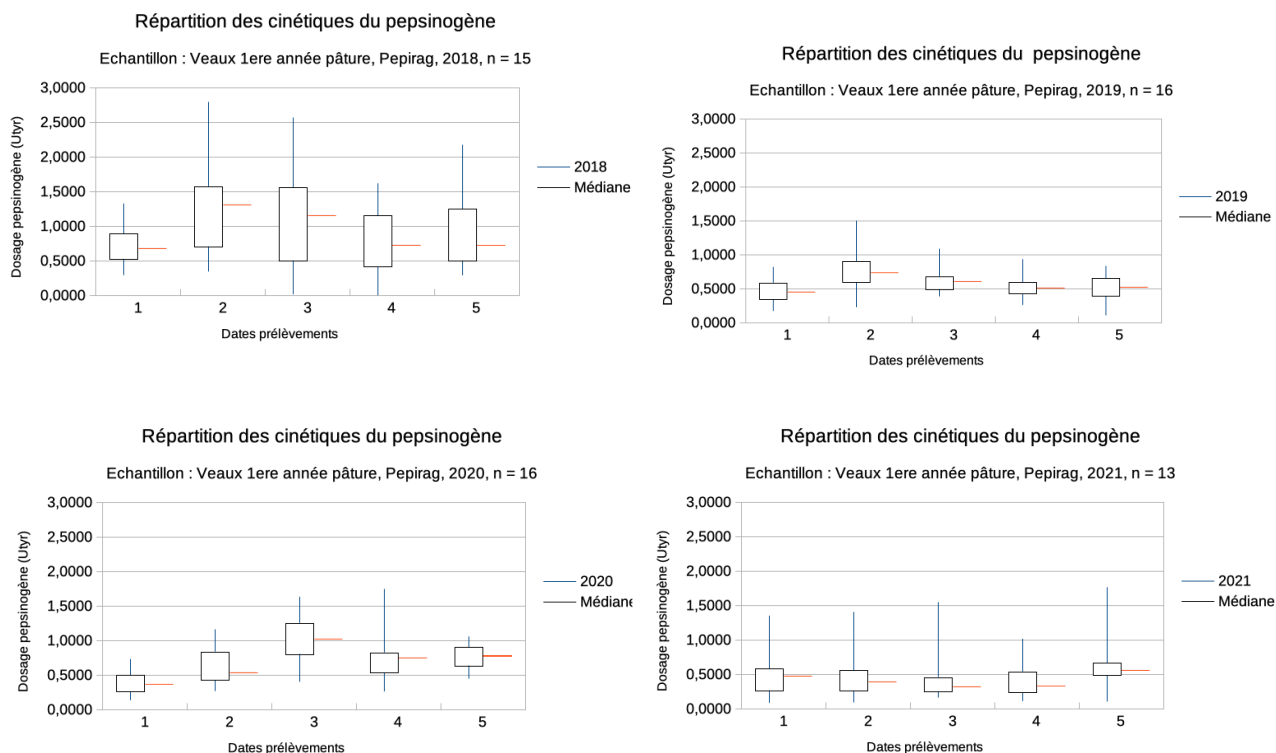 Répartition des cinétiques du pepsinogène
Echantillon : Veaux 1ere année pâture, Pepirag, 2018, n = 15
Dosage pepsinogène (Utyr)
3,0000
2,5000
2,0000
1,5000
1,0000
0,5000
0,0000
1 2 3 4 5
Dates prélèvements
2018
Médiane
Répartition des cinétiques du pepsinogène
Echantillon : Veaux 1ere année pâture, Pepirag, 2019, n = 16
Dosage pepsinogène (Utyr)
3,0000
2,5000
2,0000
1,5000
1,0000
0,5000
0,0000
1 2 3 4 5
Dates prélèvements
2019
Médiane
Répartition des cinétiques du pepsinogène
Echantillon : Veaux 1ere année pâture, Pepirag, 2020, n = 16
Dosage pepsinogène (Utyr)
3,0000
2,5000
2,0000
1,5000
1,0000
0,5000
0,0000
1 2 3 4 5
Dates prélèvements
2020
Médiane
Répartition des cinétiques du pepsinogène
Echantillon : Veaux 1ere année pâture, Pepirag, 2021, n = 13
Dosage pepsinogène (Utyr)
3,0000
2,5000
2,0000
1,5000
1,0000
0,5000
0,0000
1 2 3 4 5
Dates prélèvements
2021
Médiane